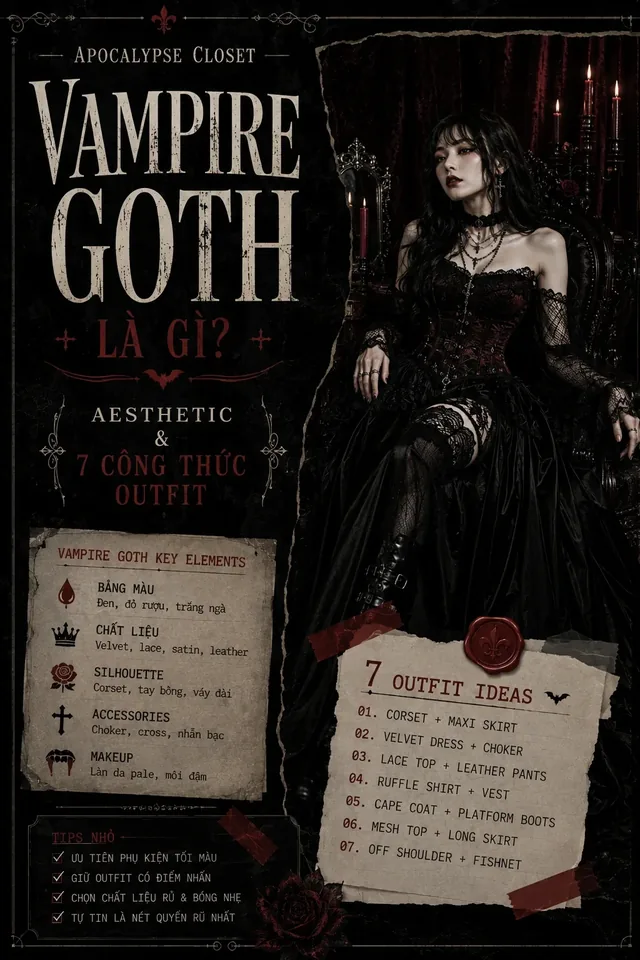 APOCALYPSE CLOSET
VAMPIRE
GOTH
LÀ GÌ?
AESTHETIC
&
7 CÔNG THỨC
OUTFIT
VAMPIRE GOTH KEY ELEMENTS
BẢNG MÀU
Đen, đỏ rượu, trắng ngà
CHẤT LIỆU
Velvet, lace, satin, leather
SILHOUETTE
Corset, tay bồng, váy dài
ACCESSORIES
Choker, cross, nhẫn bạc
MAKEUP
Làn da pale, môi đậm
TIPS NHỎ
ƯU TIÊN PHỤ KIỆN TỐI MÀU
GIỮ OUTFIT CÓ ĐIỂM NHẤN
CHỌN CHẤT LIỆU RỦ & BÓNG NHẸ
TỰ TIN LÀ NÉT QUYẾN RŨ NHẤT
7 OUTFIT IDEAS
01. CORSET + MAXI SKIRT
02. VELVET DRESS + CHOKER
03. LACE TOP + LEATHER PANTS
04. RUFFLE SHIRT + VEST
05. CAPE COAT + PLATFORM BOOTS
06. MESH TOP + LONG SKIRT
07. OFF SHOULDER + FISHNET